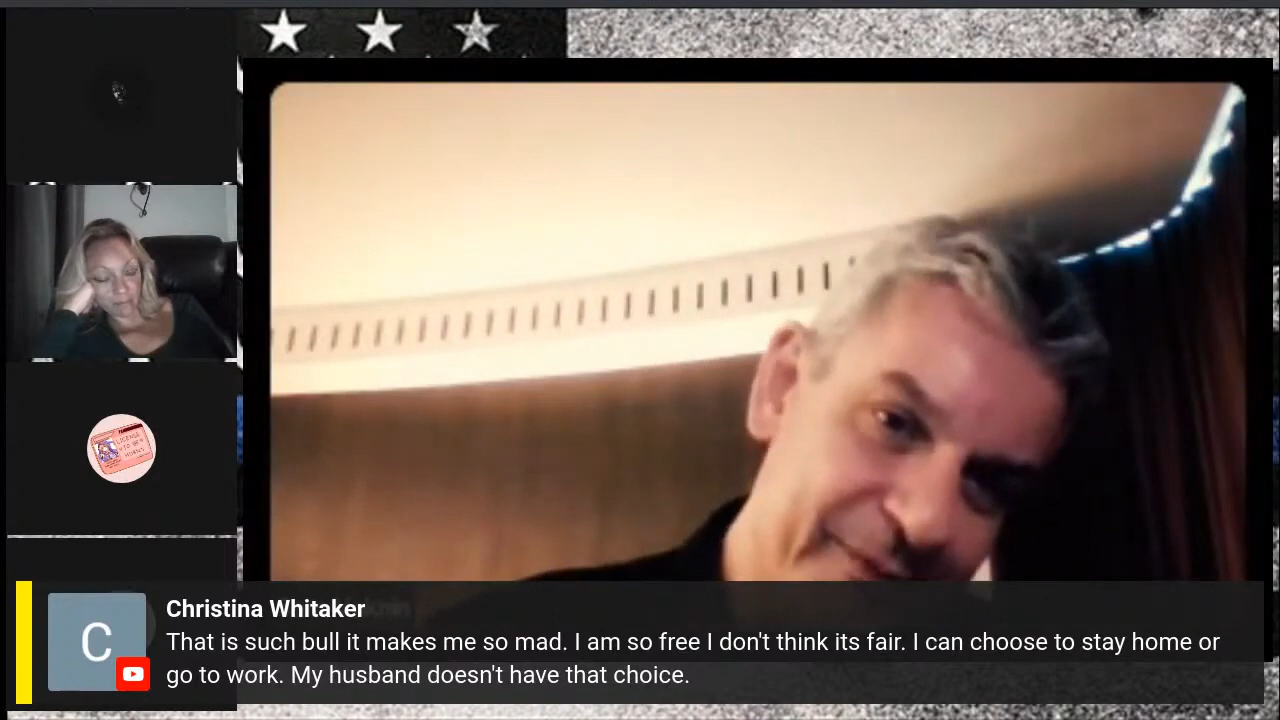 Christina Whitaker
That is such bull it makes me so mad. I am so free I don't think its fair. I can choose to stay home or
go to work. My husband doesn't have that choice.
C